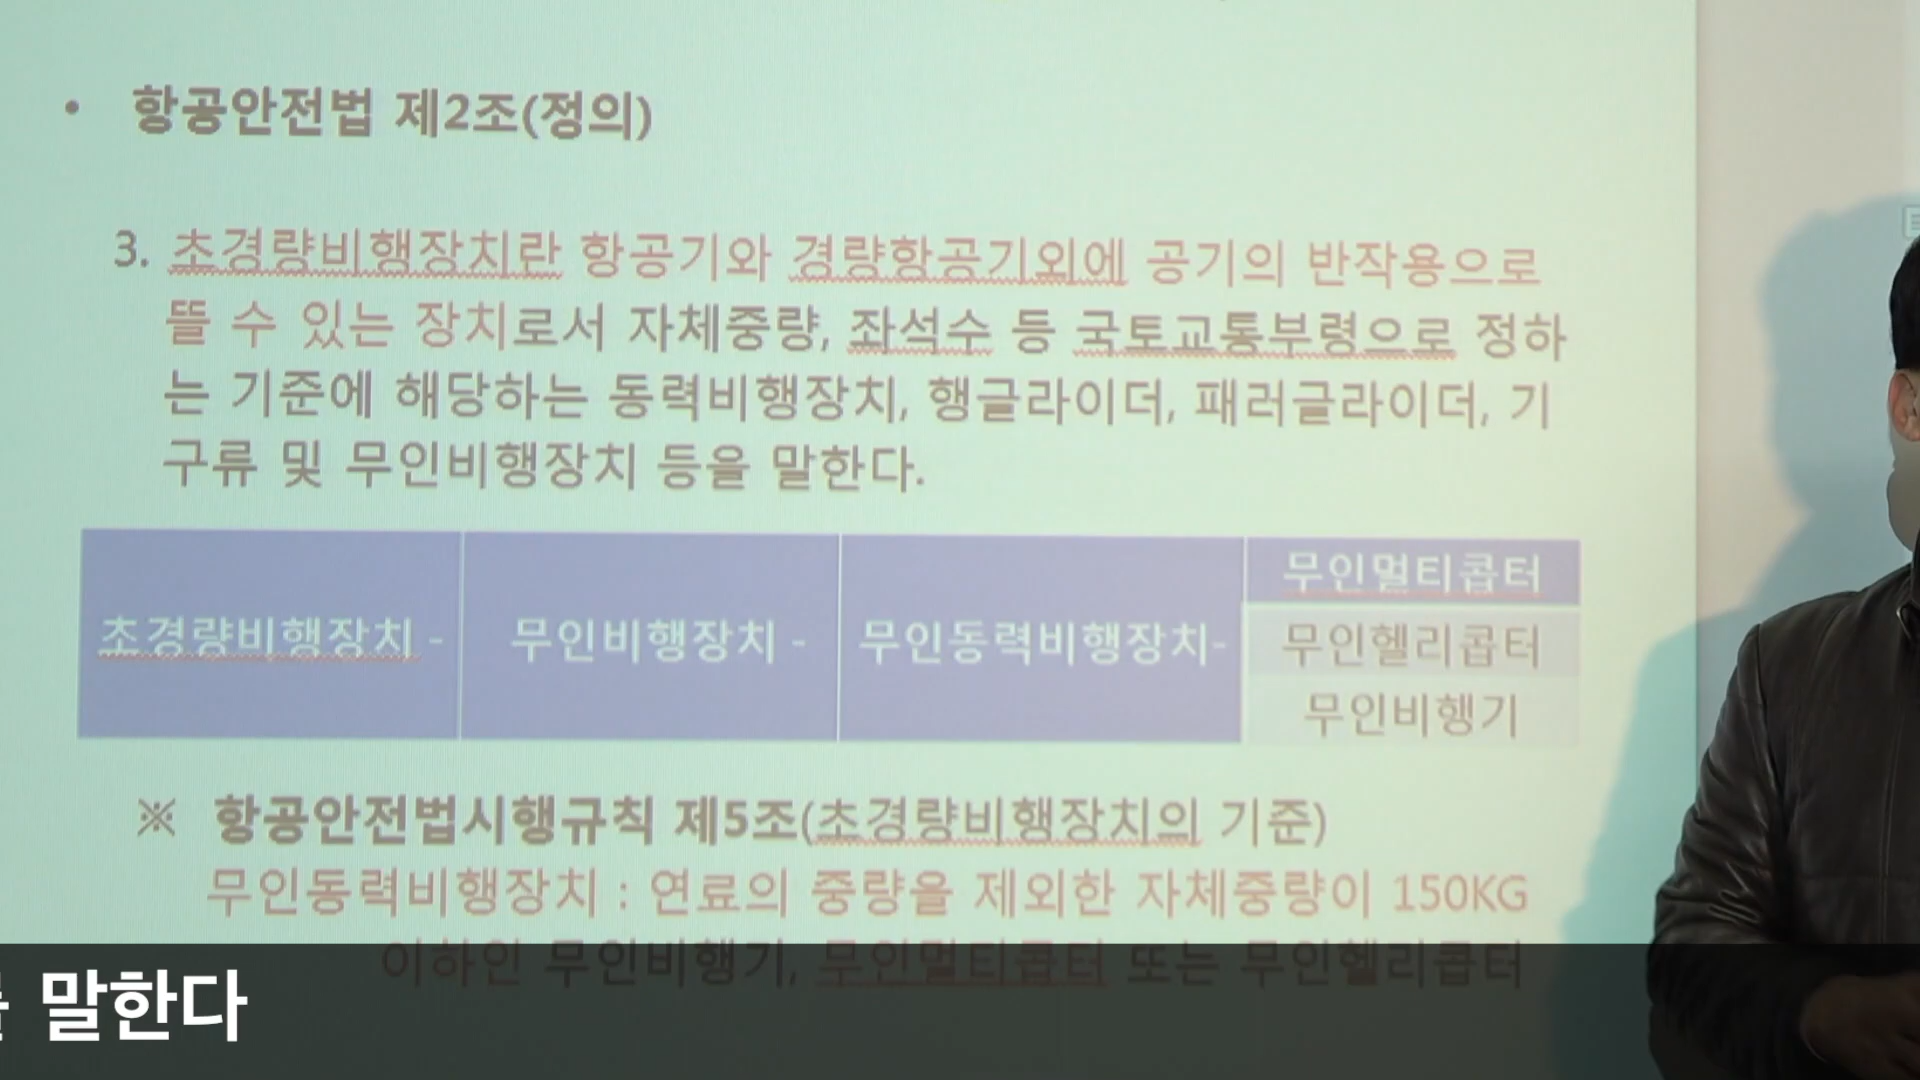 • 항공안전법 제2조(정의)
3. 초경량비행장치란 항공기와 경량항공기외에 공기의 반작용으로
뜰 수 있는 장치로서 자체중량, 좌석수 등 국토교통부령으로 정하
는 기준에 해당하는 동력비행장치, 행글라이더, 패러글라이더, 기
구류 및 무인비행장치 등을 말한다.
초경량비행장치 - 무인비행장치 - 무인동력비행장치-
무인멀티콥터
무인헬리콥터
무인비행기
※ 항공안전법시행규칙 제5조(초경량비행장치의 기준)
무인동력비행장치 : 연료의 중량을 제외한 자체중량이 150KG
이하인 무인비행기, 무인멀티콥터 또는 무인헬리콥터
말한다